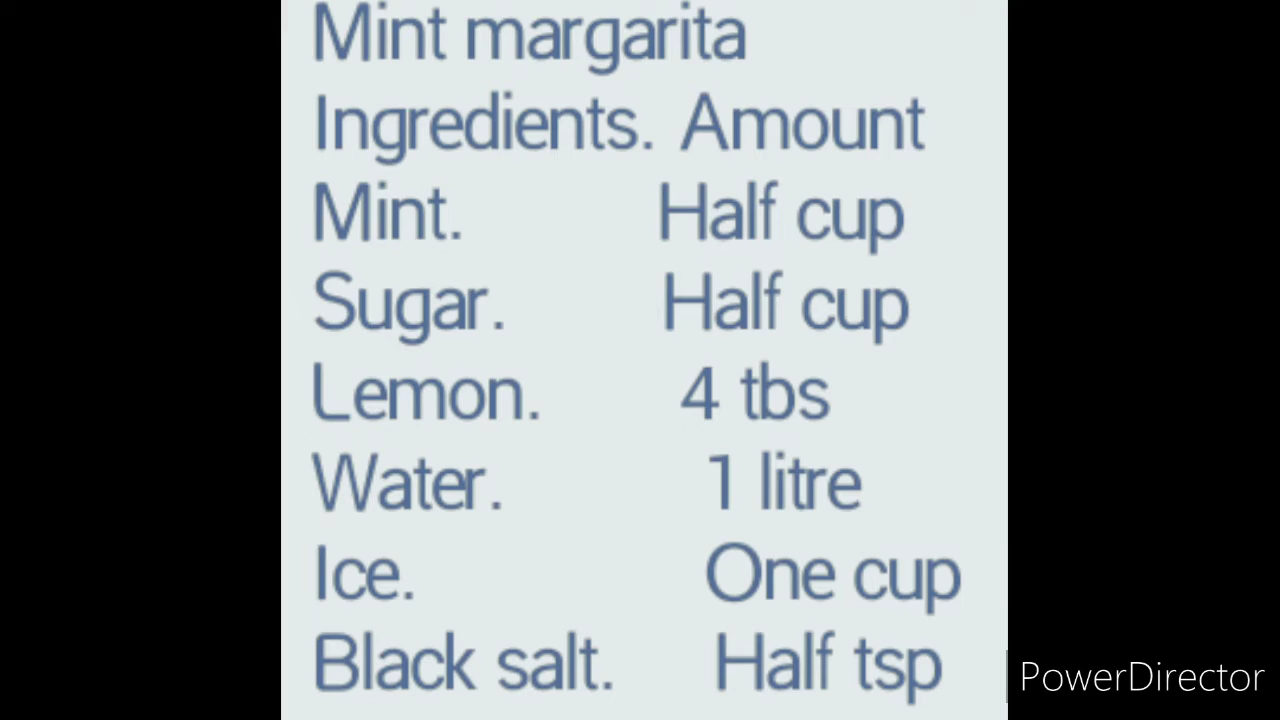 Mint margarita
Ingredients. Amount
Mint. Half cup
Sugar. Half cup
Lemon. 4 tbs
Water. 1 litre
Ice. One cup
Black salt. Half tsp
PowerDirector